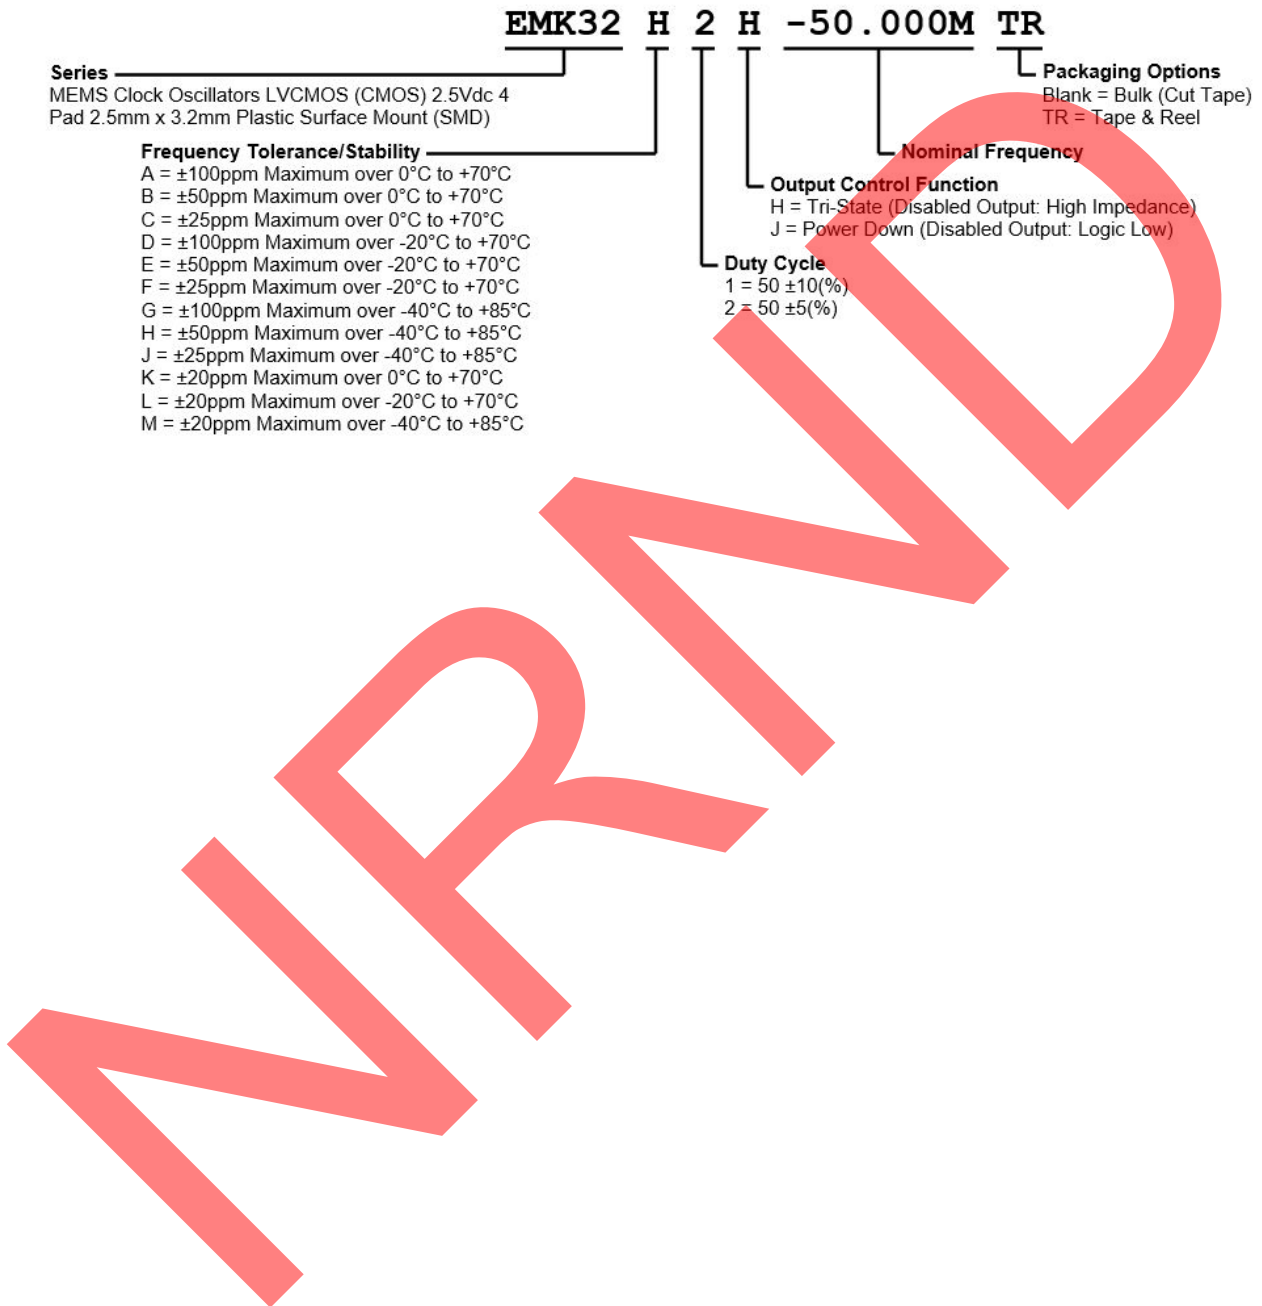 EMK32 H 2 H -50.000M TR
Series
MEMS Clock Oscillators LVCMOS (CMOS) 2.5Vdc 4
Pad 2.5mm x 3.2mm Plastic Surface Mount (SMD)
Packaging Options
Blank = Bulk (Cut Tape)
TR = Tape & Reel
Frequency Tolerance/Stability
A = ±100ppm Maximum over 0°C to +70°C
B = ±50ppm Maximum over 0°C to +70°C
C = ±25ppm Maximum over 0°C to +70°C
D = ±100ppm Maximum over -20°C to +70°C
E = ±50ppm Maximum over -20°C to +70°C
F = ±25ppm Maximum over -20°C to +70°C
G = ±100ppm Maximum over -40°C to +85°C
H = ±50ppm Maximum over -40°C to +85°C
J = ±25ppm Maximum over -40°C to +85°C
K = ±20ppm Maximum over 0°C to +70°C
L = ±20ppm Maximum over -20°C to +70°C
M = ±20ppm Maximum over -40°C to +85°C
Nominal Frequency
Output Control Function
H = Tri-State (Disabled Output: High Impedance)
J = Power Down (Disabled Output: Logic Low)
Duty Cycle
1 = 50 ±10(%)
2 = 50 ±5(%)
NRND